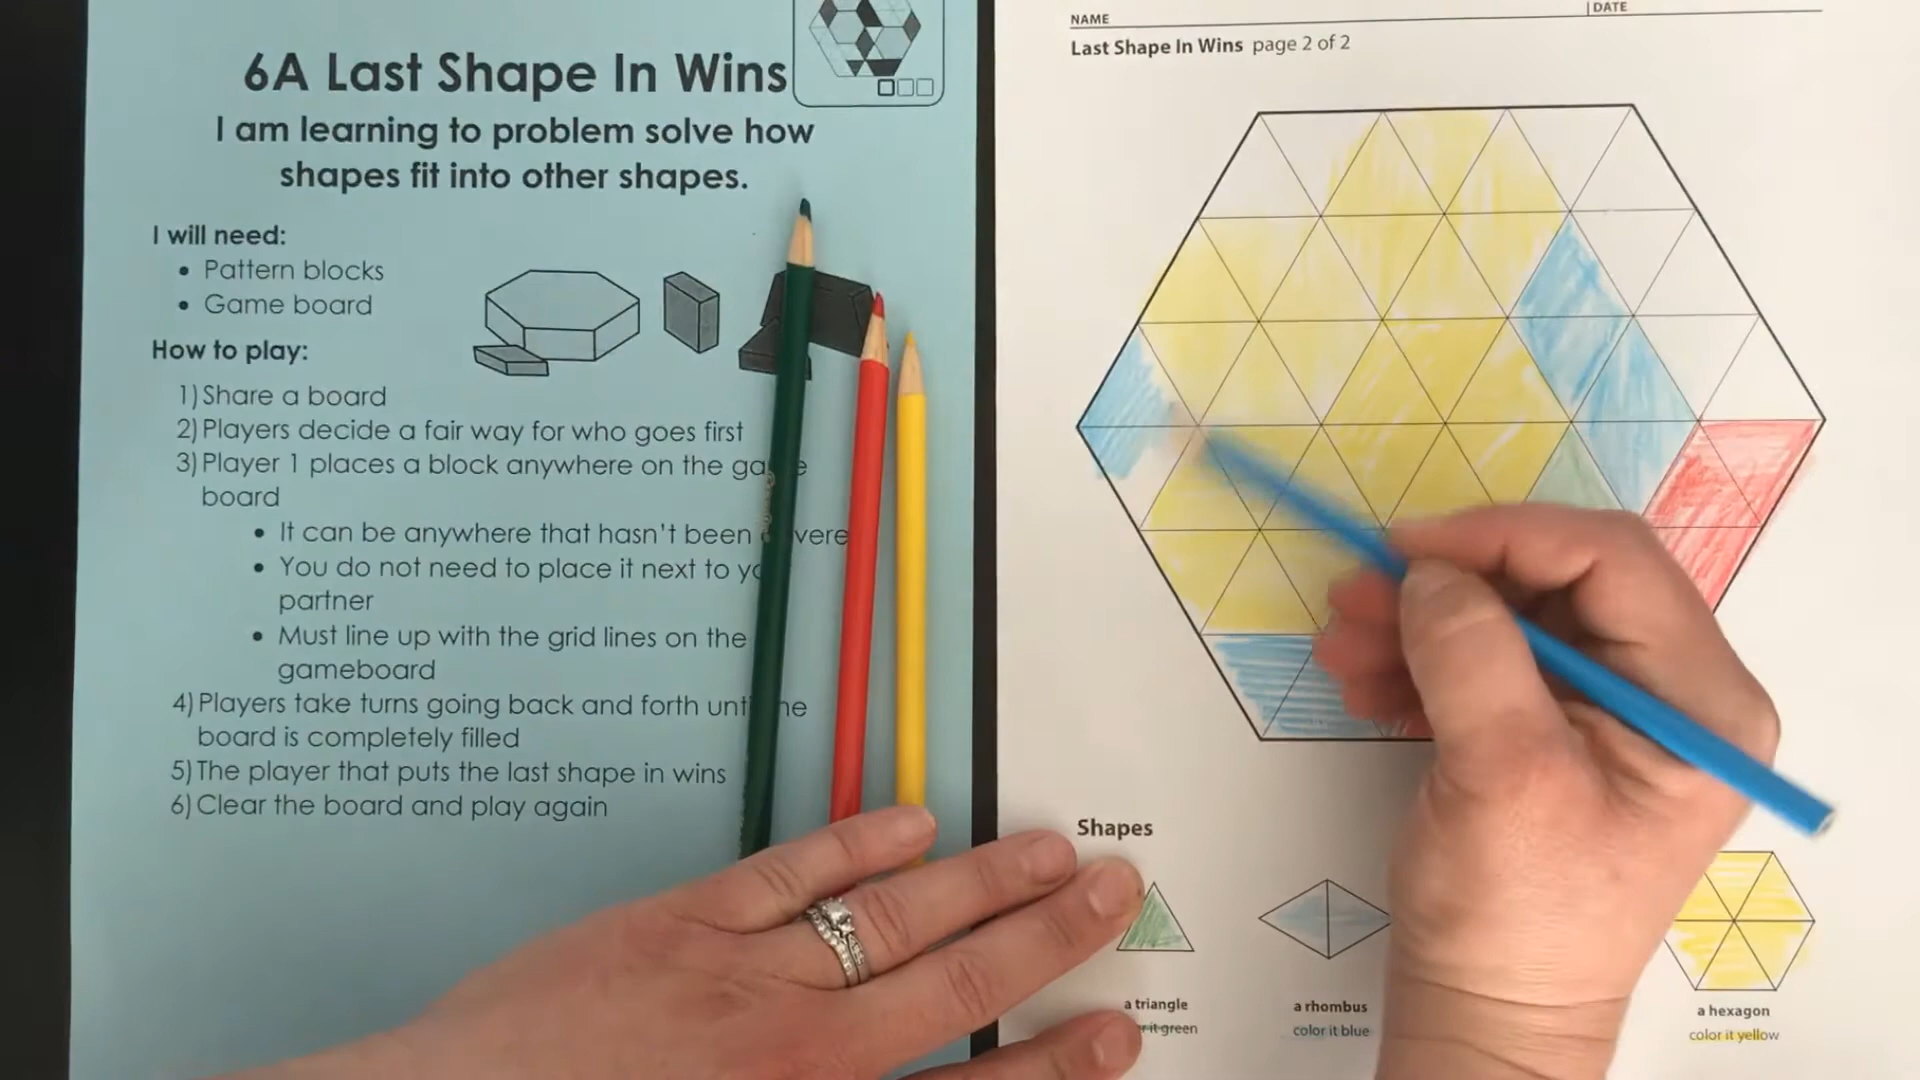 6A Last Shape In Wins
I am learning to problem solve how
shapes fit into other shapes.
I will need:
• Pattern blocks
• Game board
How to play:
1) Share a board
2) Players decide a fair way for who goes first
3) Player 1 places a block anywhere on the
board
• It can be anywhere that hasn't been
• You do not need to place it next to
partner
• Must line up with the grid lines on the
gameboard
4) Players take turns going back and forth
board is completely filled
5) The player that puts the last shape in wins
6) Clear the board and play again
NAME | DATE
Last Shape In Wins page 2 of 2
Shapes
a triangle
it green
a rhombus
color it blue
a hexagon
color it yellow